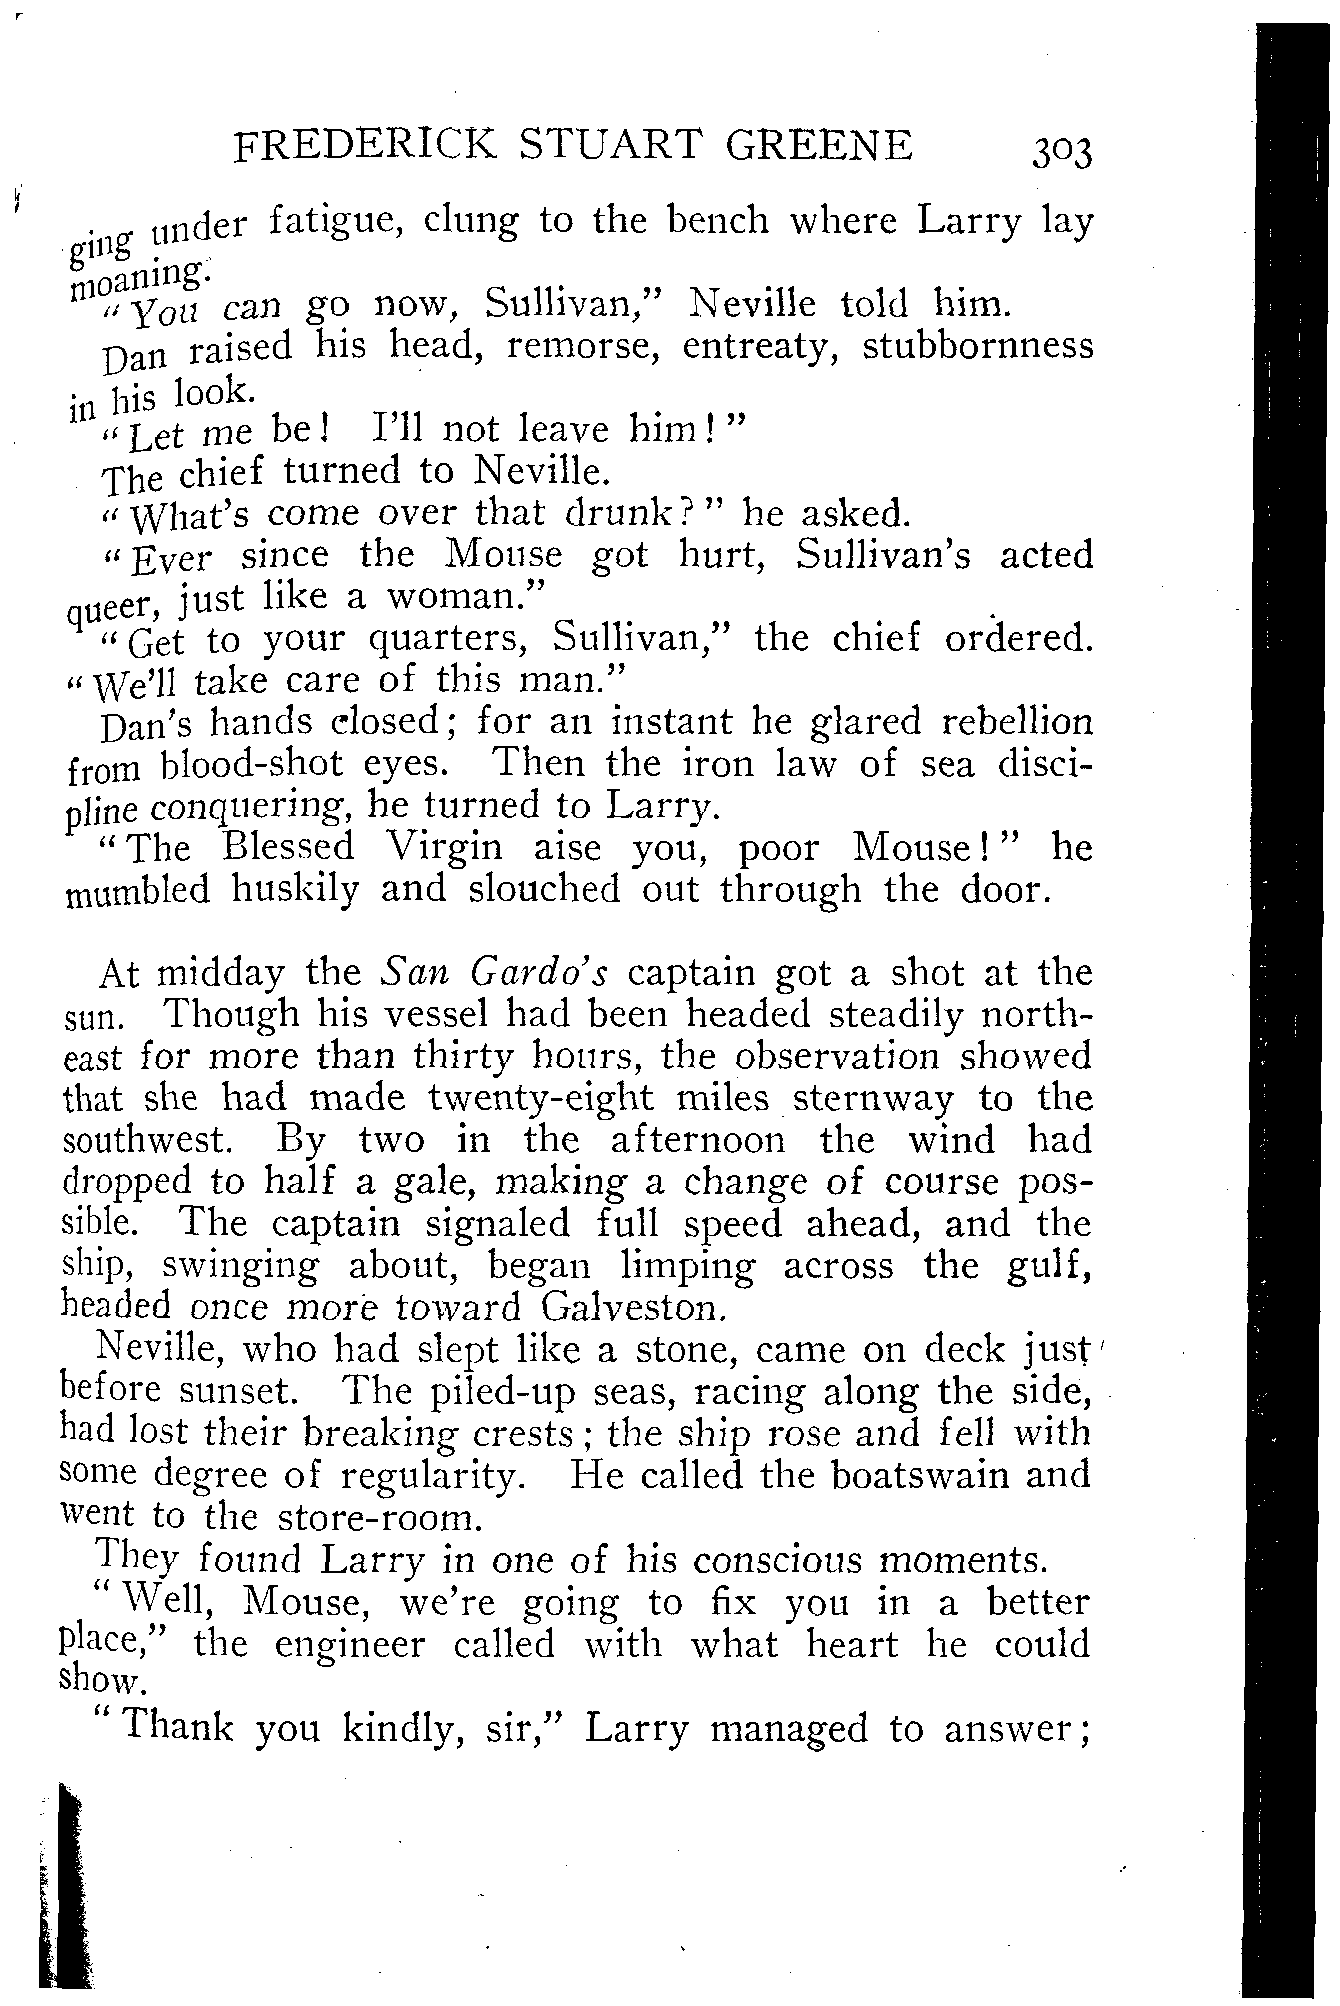 FREDERICK STUART GREENE 303
ging under fatigue, clung to the bench where Larry lay
moaning.
"You can go now, Sullivan," Neville told him.
Dan raised his head, remorse, entreaty, stubbornness
in his look.
"Let me be! I'll not leave him!"
The chief turned to Neville.
"What's come over that drunk?" he asked.
"Ever since the Mouse got hurt, Sullivan's acted
queer, just like a woman."
"Get to your quarters, Sullivan," the chief ordered.
"We'll take care of this man."
Dan's hands closed; for an instant he glared rebellion
from blood-shot eyes. Then the iron law of sea disci-
pline conquering, he turned to Larry.
"The Blessed Virgin aise you, poor Mouse!" he
mumbled huskily and slouched out through the door.
At midday the San Gardo's captain got a shot at the
sun. Though his vessel had been headed steadily north-
east for more than thirty hours, the observation showed
that she had made twenty-eight miles sternway to the
southwest. By two in the afternoon the wind had
dropped to half a gale, making a change of course pos-
sible. The captain signaled full speed ahead, and the
ship, swinging about, began limping across the gulf,
headed once more toward Galveston.
Neville, who had slept like a stone, came on deck just
before sunset. The piled-up seas, racing along the side,
had lost their breaking crests; the ship rose and fell with
some degree of regularity. He called the boatswain and
went to the store-room.
They found Larry in one of his conscious moments.
"Well, Mouse, we're going to fix you in a better
place," the engineer called with what heart he could
show.
"Thank you kindly, sir," Larry managed to answer;